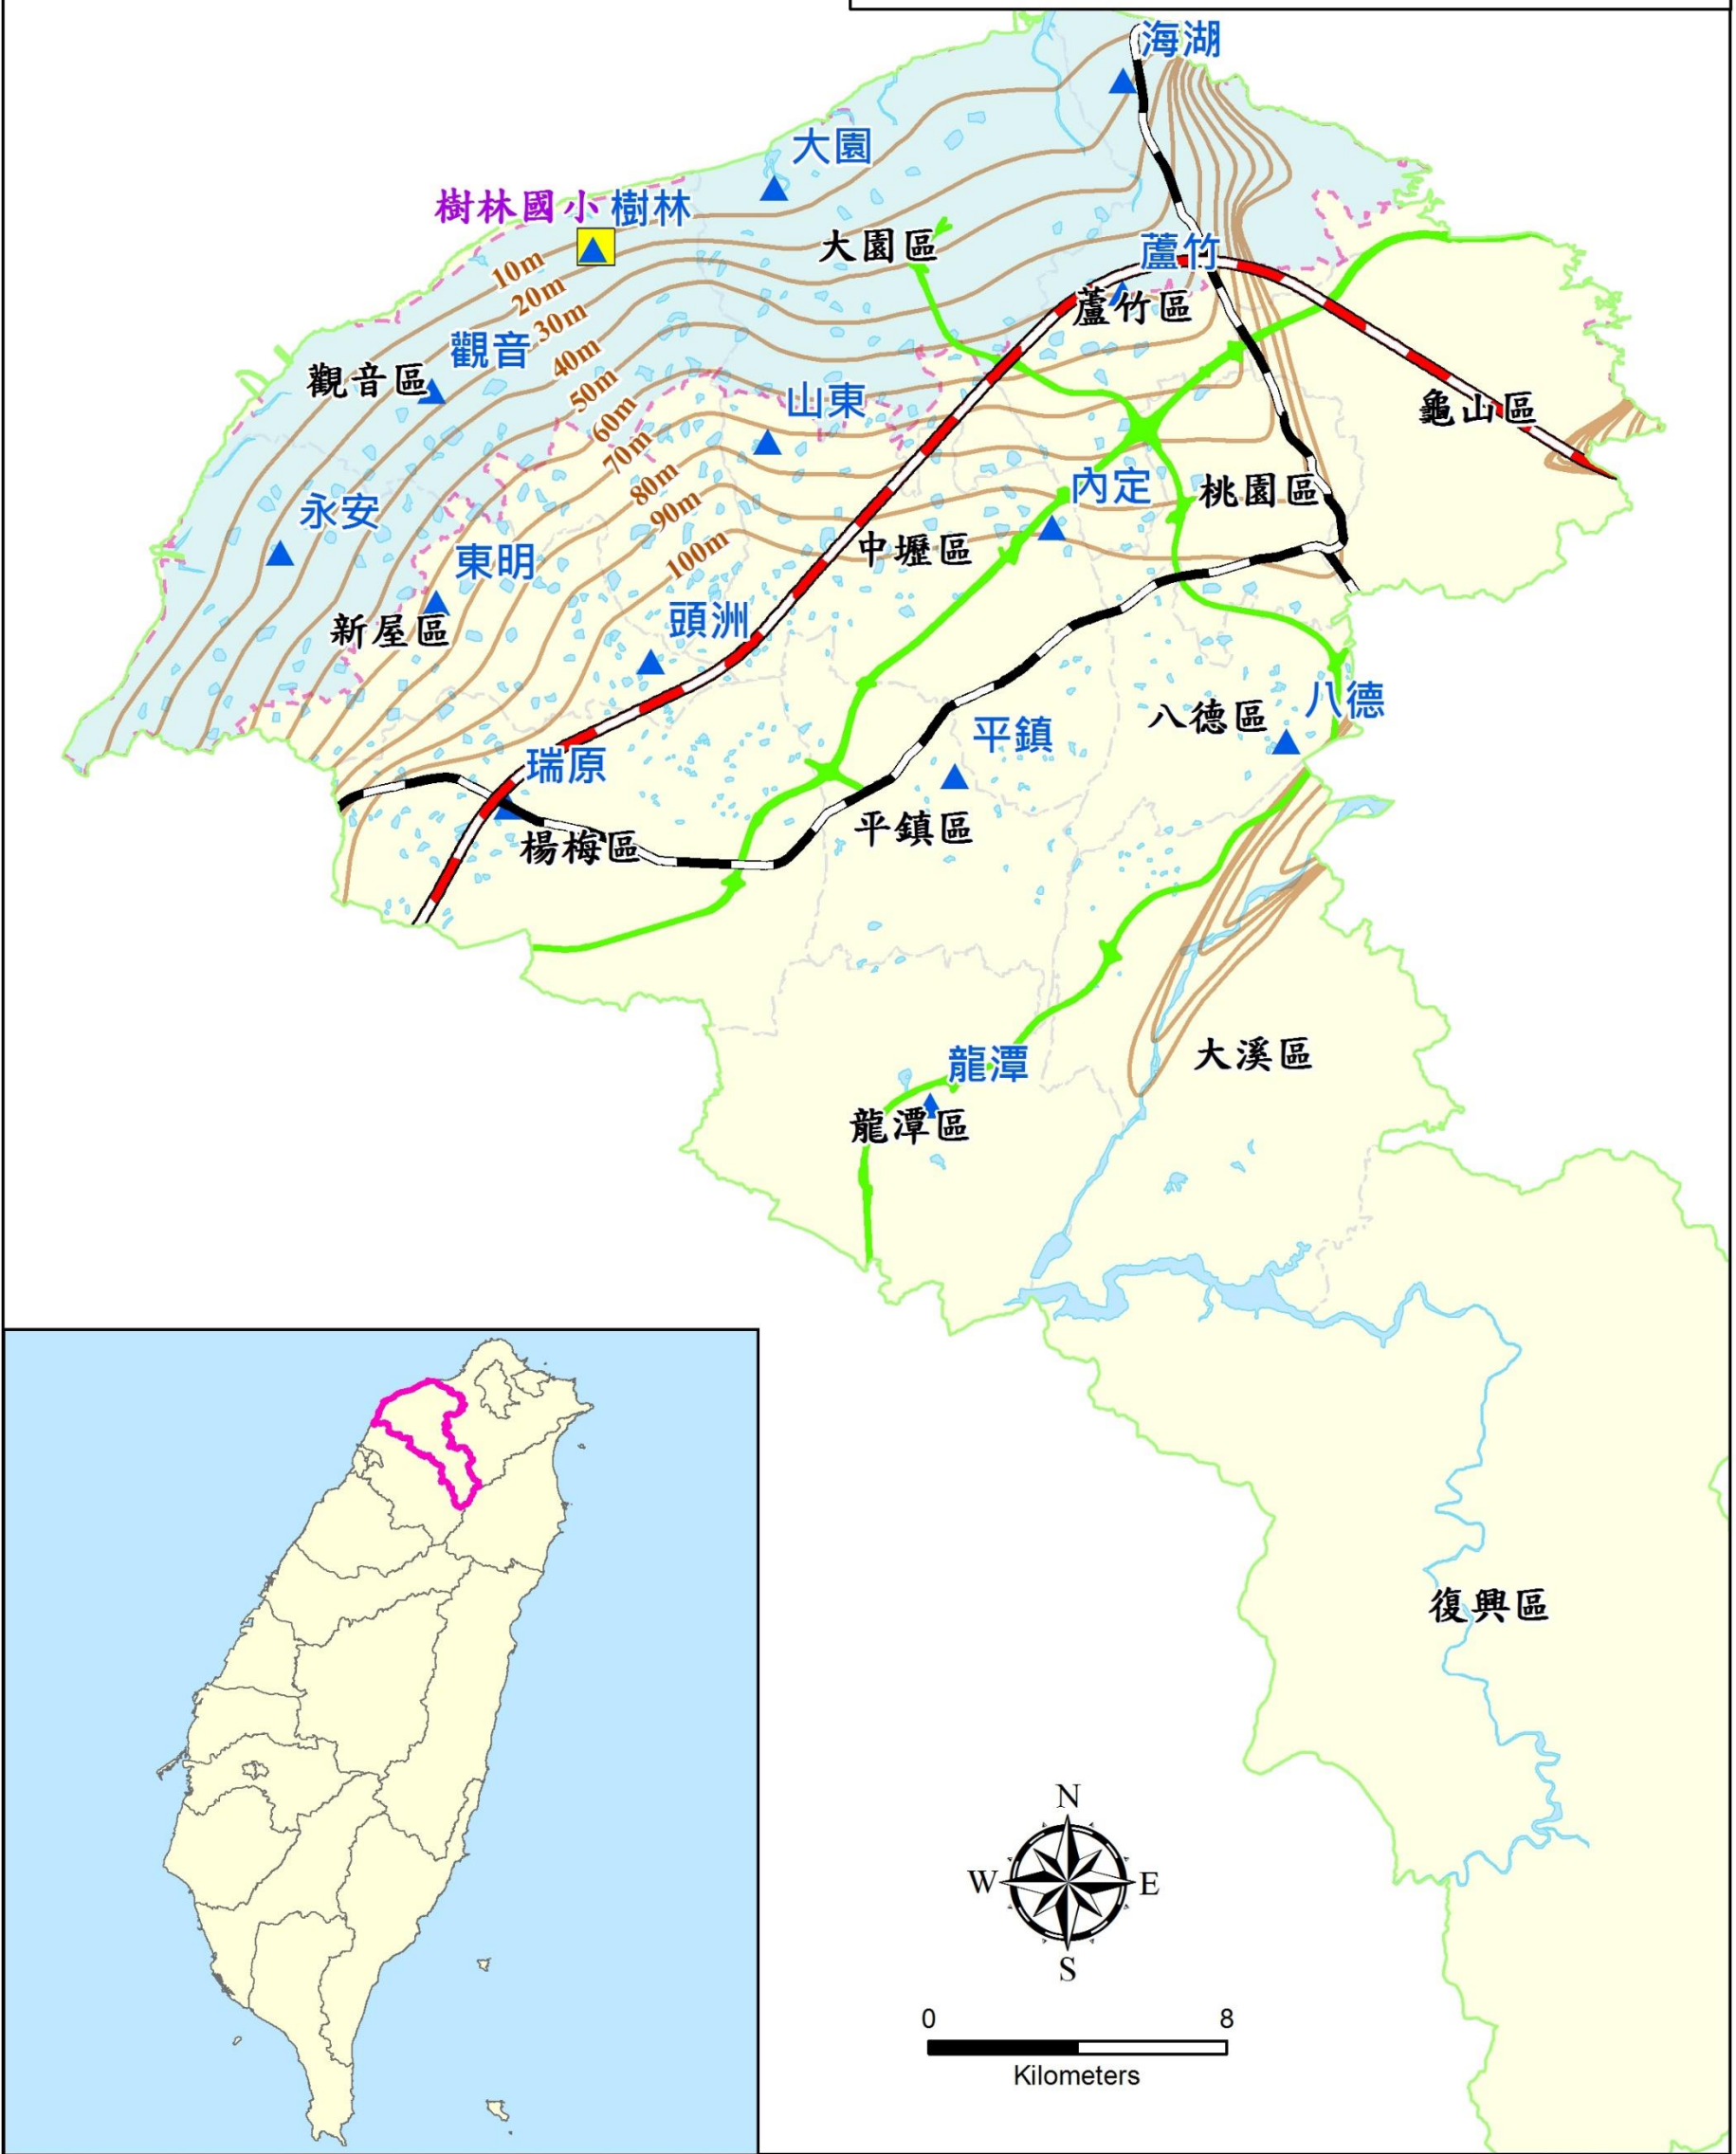 海湖
大園
樹林國小
樹林
大園區
蘆竹
10m
20m
蘆竹區
30m
觀音
40m
觀音區
50m
山東
60m
龜山區
70m
80m
內定
桃園區
90m
永安
100m
中壢區
東明
頭洲
新屋區
八德
八德區
平鎮
瑞原
平鎮區
楊梅區
大溪區
龍潭
龍潭區
復興區
N
W
E
S
0 8
Kilometers